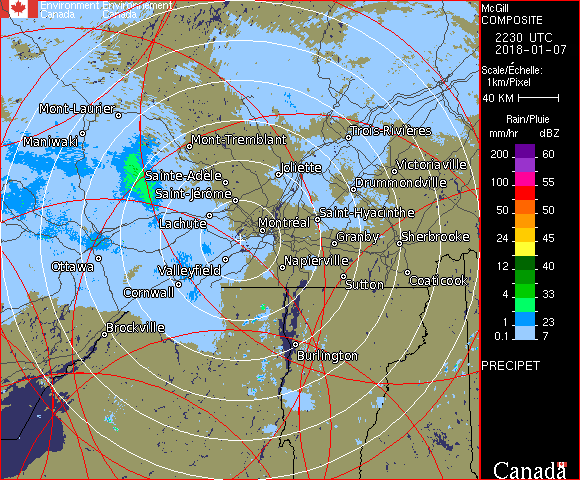 Environment Environnement
Canada Canada
McGill
COMPOSITE
2230 UTC
2018-01-07
Scale/Échelle:
1km/Pixel
40 KM
Rain/Pluie
mm/hr dBZ
200 60
100 55
50 50
24 45
12 40
4 33
1 23
0.1 7
PRECIPET
Canada
Mont-Laurier
Maniwaki
Mont-Tremblant
Trois-Rivières
Sainte-Adèle
Joliette
Victoriaville
Drummondville
Saint-Jérôme
Lachute
Montréal
Saint-Hyacinthe
Granby
Sherbrooke
Ottawa
Valleyfield
Napierville
Cornwall
Sutton
Coaticook
Brockville
Burlington